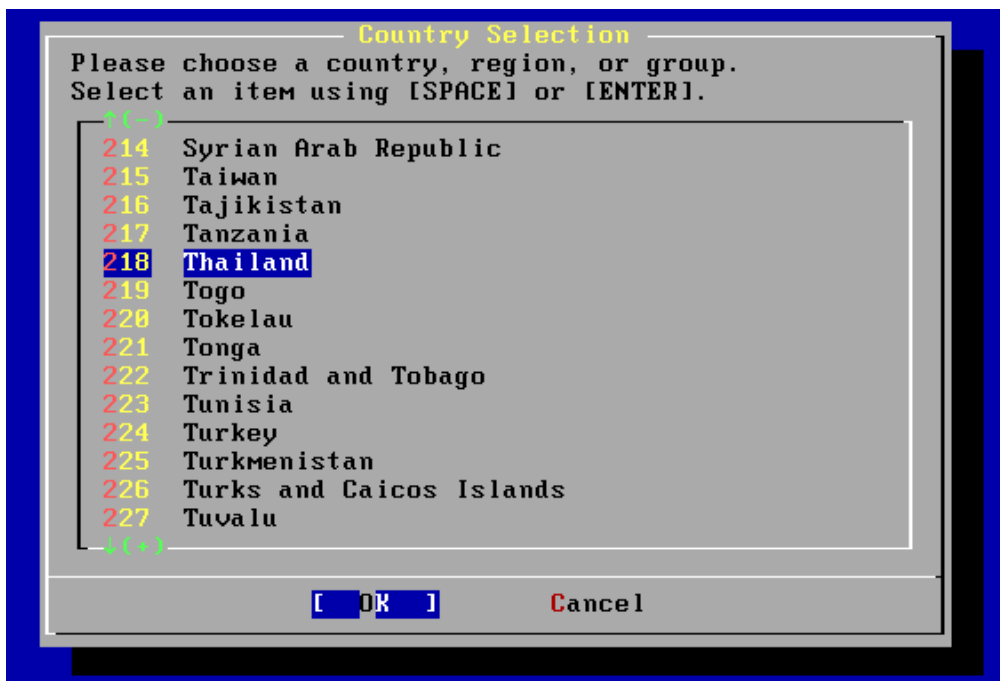 Country Selection
Please choose a country, region, or group.
Select an item using [SPACE] or [ENTER].
↑(-)
214 Syrian Arab Republic
215 Taiwan
216 Tajikistan
217 Tanzania
218 Thailand
219 Togo
220 Tokelau
221 Tonga
222 Trinidad and Tobago
223 Tunisia
224 Turkey
225 Turkmenistan
226 Turks and Caicos Islands
227 Tuvalu
↓(+)
[ OK ] Cancel